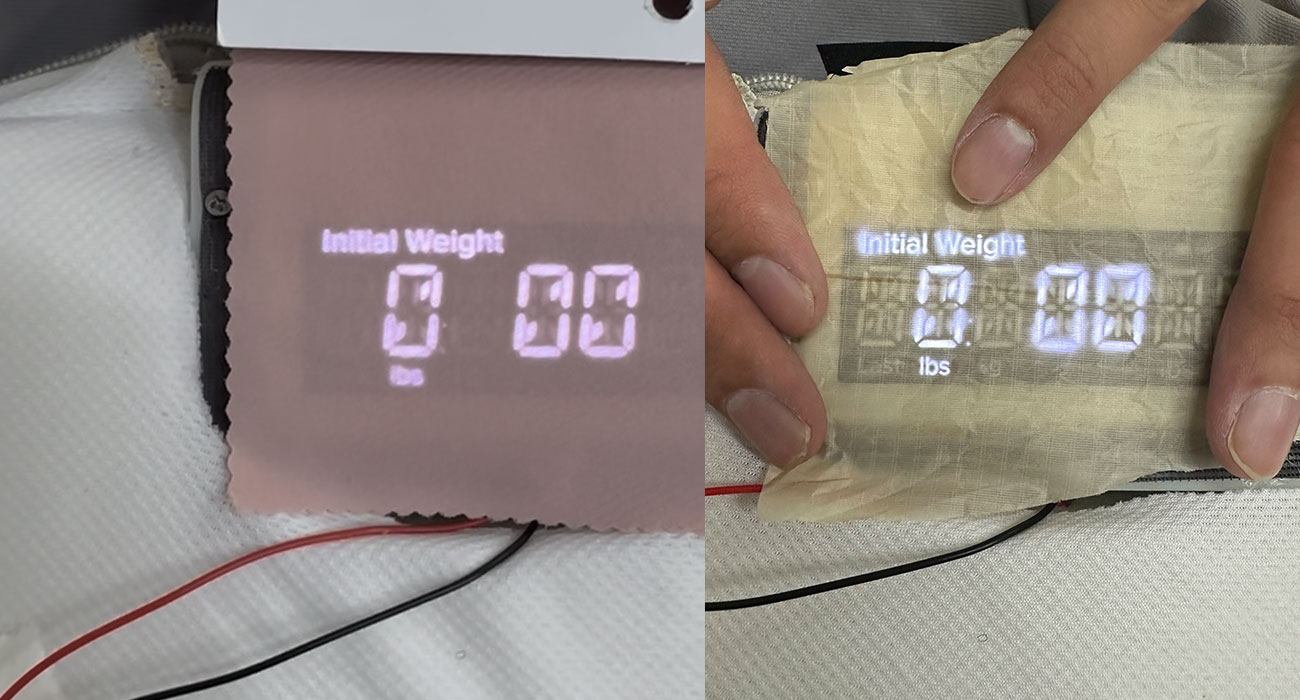 Initial Weight
0 00
lbs
Initial Weight
0. 00
Last lbs kg